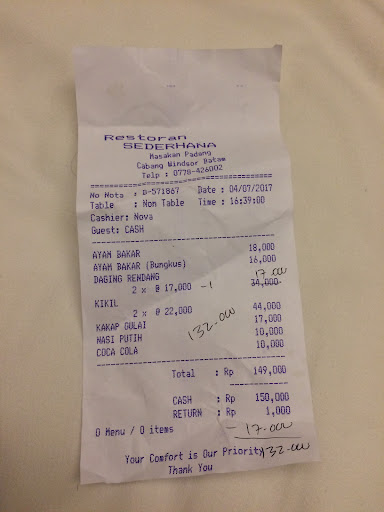 Restoran
SEDERHANA
Masakan Padang
Cabang Windsor Batam
Telp : 0778-426002
No Nota : D-571867 Date : 04/07/2017
Table : Non Table Time : 16:39:00
Cashier: Nova
Guest: CASH
AYAM BAKAR 18,000
AYAM BAKAR (Bungkus) 16,000
DAGING RENDANG 17.000
2 x @ 17,000 -1 34,000
KIKIL
2 x @ 22,000 44,000
KAKAP GULAI 132.000 17,000
NASI PUTIH 10,000
COCA COLA 10,000
Total : Rp 149,000
CASH : Rp 150,000
RETURN : Rp 1,000
0 Menu / 0 items - 17.000
Your Comfort is Our Priority 132.000
Thank You